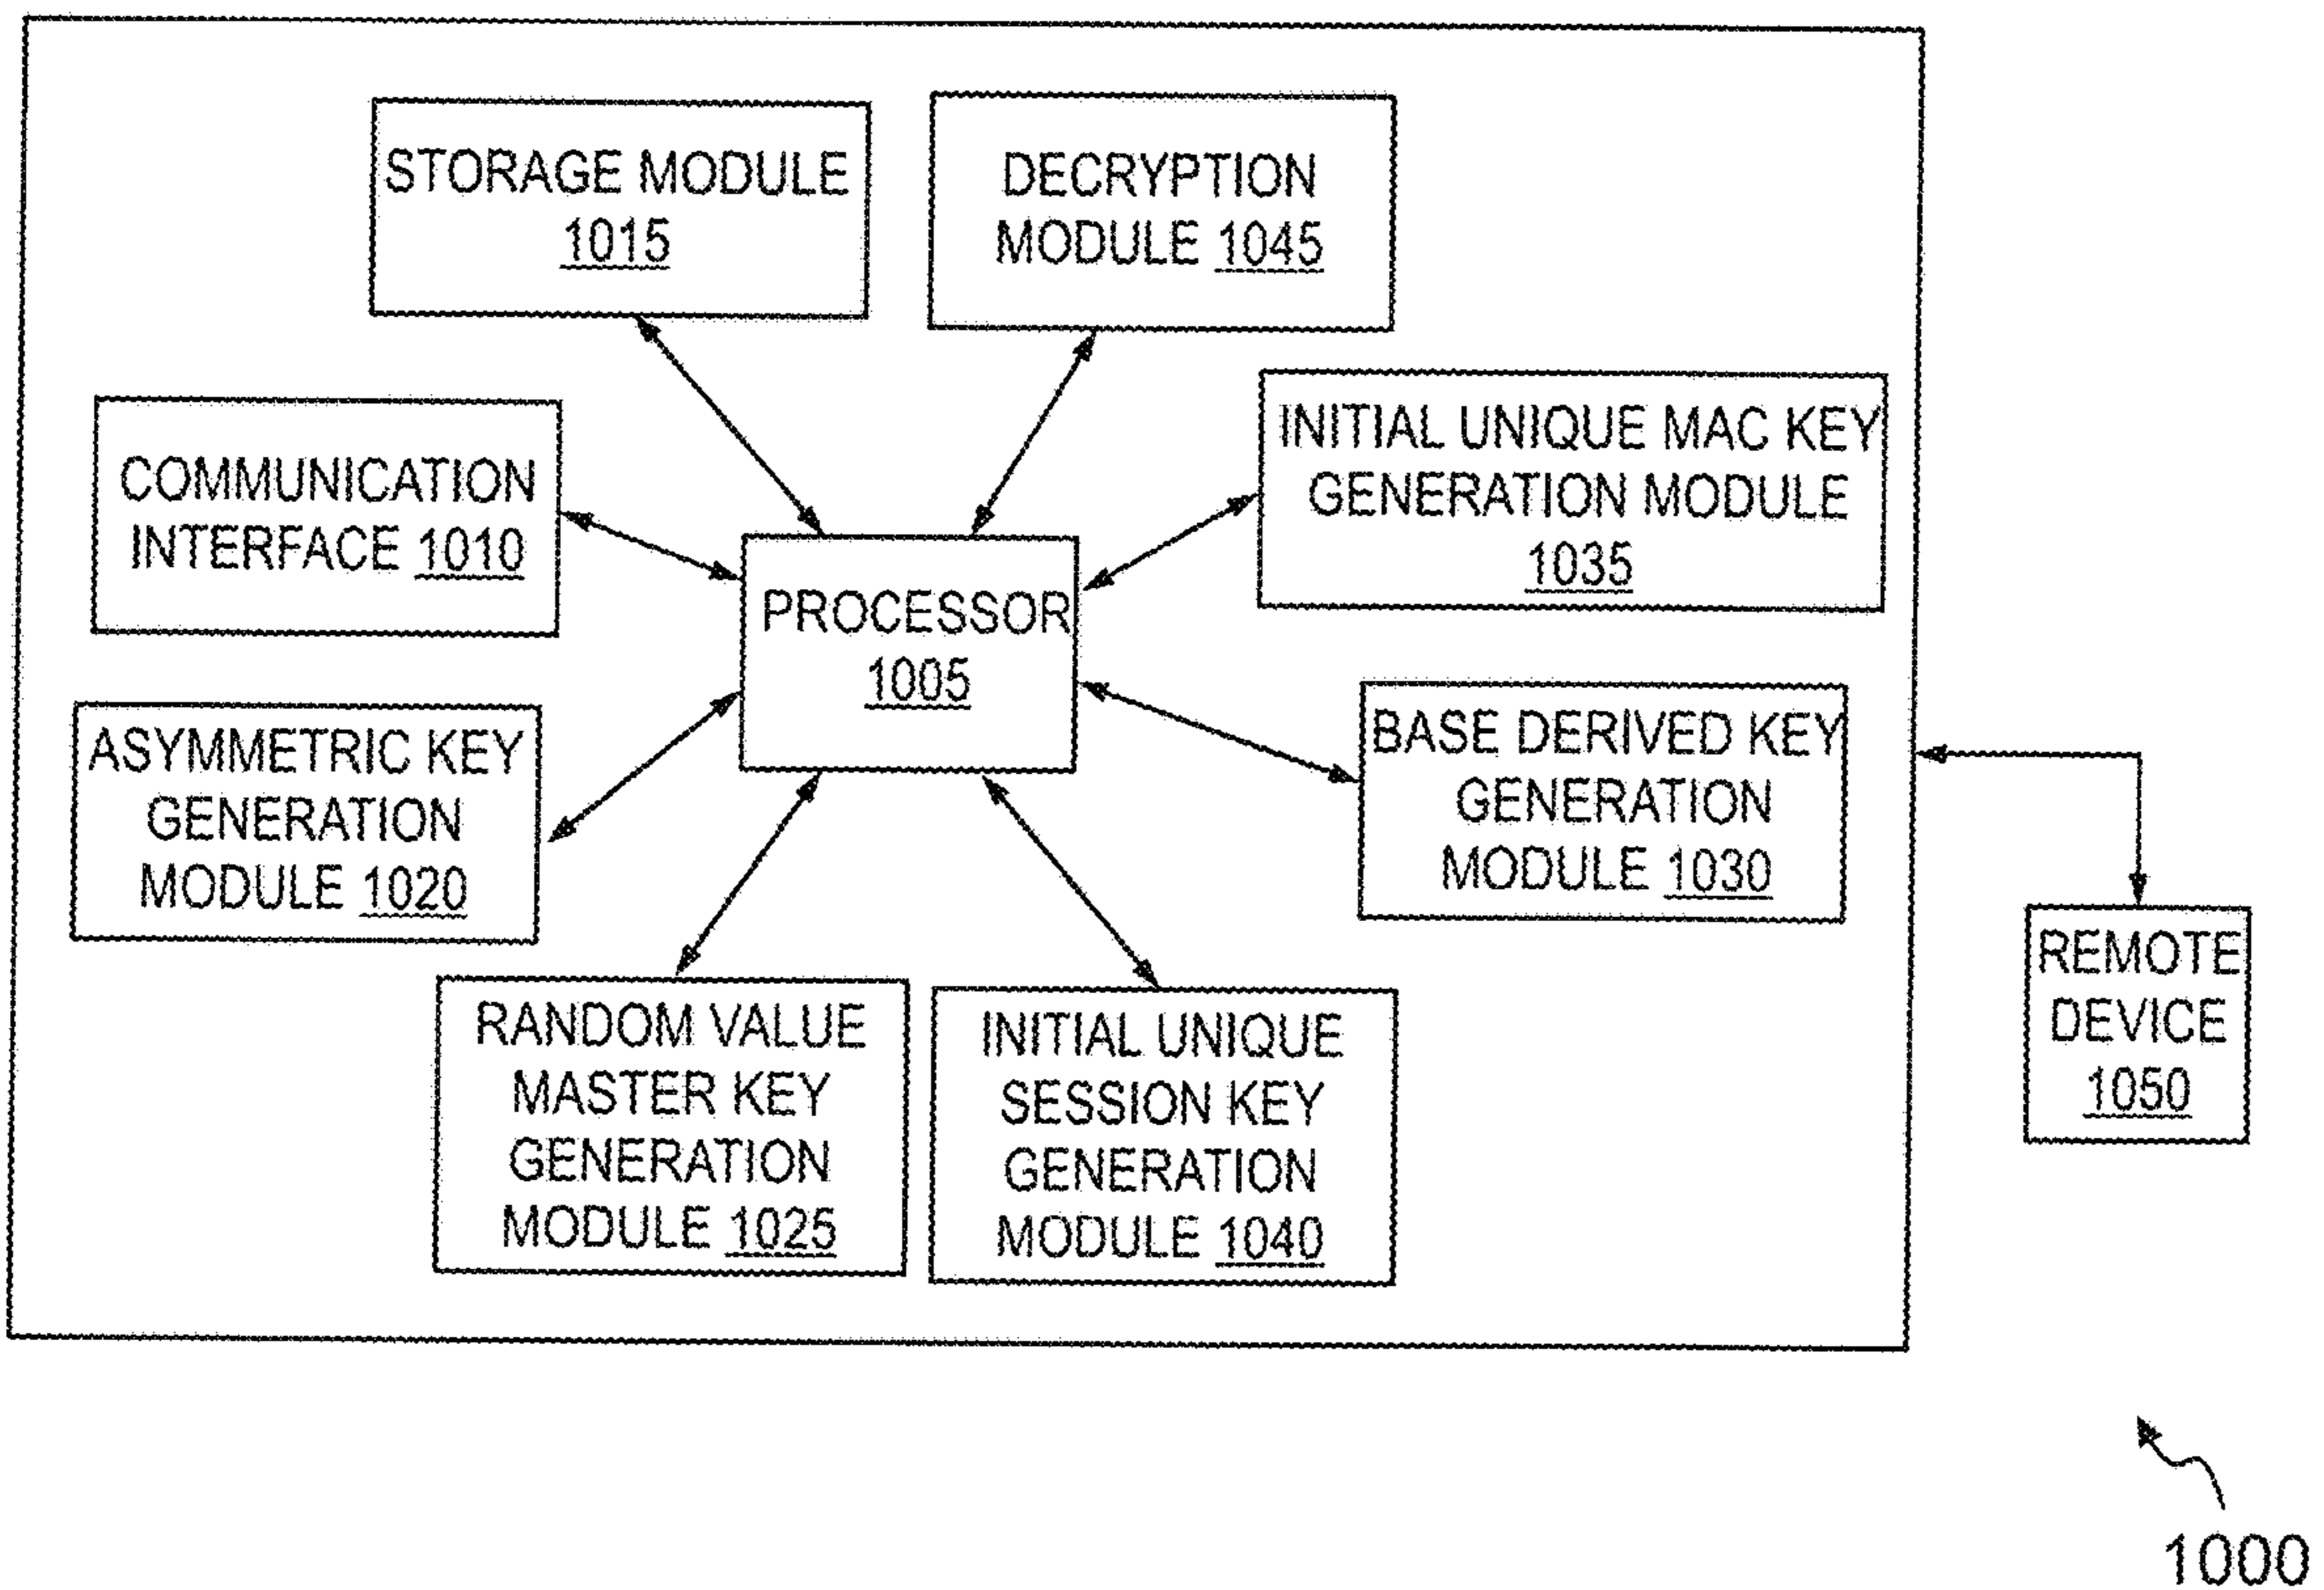 STORAGE MODULE
1015
DECRYPTION
MODULE 1045
COMMUNICATION
INTERFACE 1010
INITIAL UNIQUE MAC KEY
GENERATION MODULE
1035
PROCESSOR
1005
ASYMMETRIC KEY
GENERATION
MODULE 1020
BASE DERIVED KEY
GENERATION
MODULE 1030
RANDOM VALUE
MASTER KEY
GENERATION
MODULE 1025
INITIAL UNIQUE
SESSION KEY
GENERATION
MODULE 1040
REMOTE
DEVICE
1050
1000